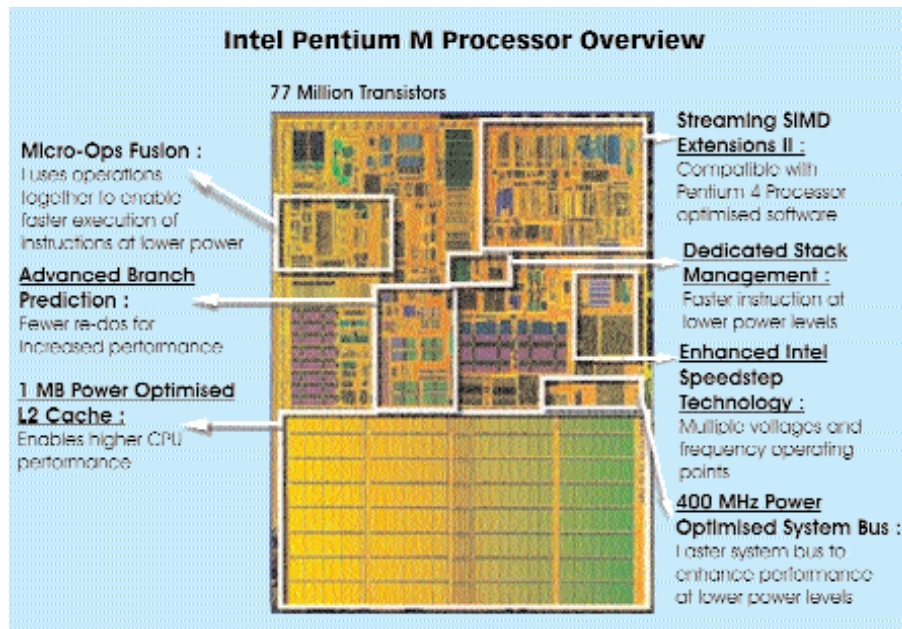 Intel Pentium M Processor Overview
77 Million Transistors
Micro-Ops Fusion :
Fuses operations
together to enable
faster execution of
instructions at lower power
Advanced Branch
Prediction :
Fewer re-dos for
Increased performance
1 MB Power Optimised
L2 Cache :
Enables higher CPU
performance
Streaming SIMD
Extensions II :
Compatible with
Pentium 4 Processor
optimised software
Dedicated Stack
Management :
Faster instruction at
lower power levels
Enhanced Intel
Speedstep
Technology :
Multiple voltages and
frequency operating
points
400 MHz Power
Optimised System Bus :
Faster system bus to
enhance performance
at lower power levels